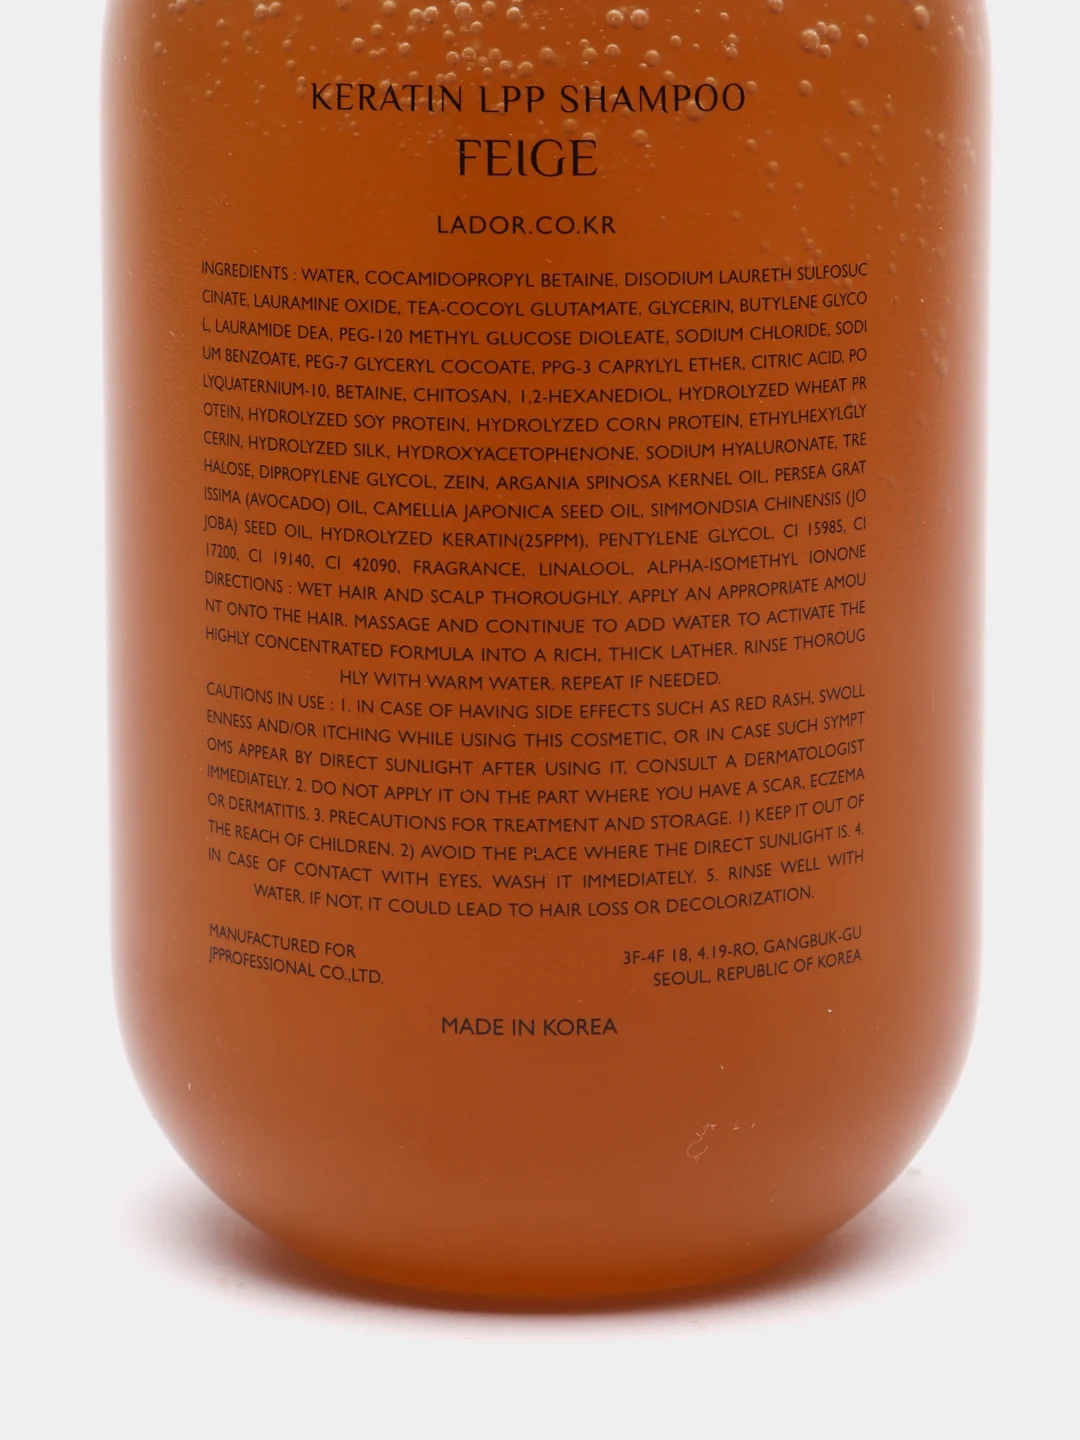 KERATIN LPP SHAMPOO
FEIGE
LADOR.CO.KR
INGREDIENTS : WATER, COCAMIDOPROPYL BETAINE, DISODIUM LAURETH SULFOSUC
CINATE, LAURAMINE OXIDE, TEA-COCOYL GLUTAMATE, GLYCERIN, BUTYLENE GLYCO
L, LAURAMIDE DEA, PEG-120 METHYL GLUCOSE DIOLEATE, SODIUM CHLORIDE, SODI
UM BENZOATE, PEG-7 GLYCERYL COCOATE, PPG-3 CAPRYLYL ETHER, CITRIC ACID, PO
LYQUATERNIUM-10, BETAINE, CHITOSAN, 1,2-HEXANEDIOL, HYDROLYZED WHEAT PR
OTEIN, HYDROLYZED SOY PROTEIN, HYDROLYZED CORN PROTEIN, ETHYLHEXYLGLY
CERIN, HYDROLYZED SILK, HYDROXYACETOPHENONE, SODIUM HYALURONATE, TRE
HALOSE, DIPROPYLENE GLYCOL, ZEIN, ARGANIA SPINOSA KERNEL OIL, PERSEA GRAT
ISSIMA (AVOCADO) OIL, CAMELLIA JAPONICA SEED OIL, SIMMONDSIA CHINENSIS (JO
JOBA) SEED OIL, HYDROLYZED KERATIN(25PPM), PENTYLENE GLYCOL, CI 15985, CI
17200, CI 19140, CI 42090, FRAGRANCE, LINALOOL, ALPHA-ISOMETHYL IONONE
DIRECTIONS : WET HAIR AND SCALP THOROUGHLY. APPLY AN APPROPRIATE AMOU
NT ONTO THE HAIR. MASSAGE AND CONTINUE TO ADD WATER TO ACTIVATE THE
HIGHLY CONCENTRATED FORMULA INTO A RICH, THICK LATHER. RINSE THOROUG
HLY WITH WARM WATER. REPEAT IF NEEDED.
CAUTIONS IN USE : 1. IN CASE OF HAVING SIDE EFFECTS SUCH AS RED RASH, SWOLL
ENNESS AND/OR ITCHING WHILE USING THIS COSMETIC, OR IN CASE SUCH SYMPT
OMS APPEAR BY DIRECT SUNLIGHT AFTER USING IT, CONSULT A DERMATOLOGIST
IMMEDIATELY. 2. DO NOT APPLY IT ON THE PART WHERE YOU HAVE A SCAR, ECZEMA
OR DERMATITIS. 3. PRECAUTIONS FOR TREATMENT AND STORAGE. 1) KEEP IT OUT OF
THE REACH OF CHILDREN. 2) AVOID THE PLACE WHERE THE DIRECT SUNLIGHT IS. 4.
IN CASE OF CONTACT WITH EYES, WASH IT IMMEDIATELY. 5. RINSE WELL WITH
WATER. IF NOT, IT COULD LEAD TO HAIR LOSS OR DECOLORIZATION.
MANUFACTURED FOR
JPPROFESSIONAL CO.,LTD.
3F-4F 18, 4.19-RO, GANGBUK-GU
SEOUL, REPUBLIC OF KOREA
MADE IN KOREA